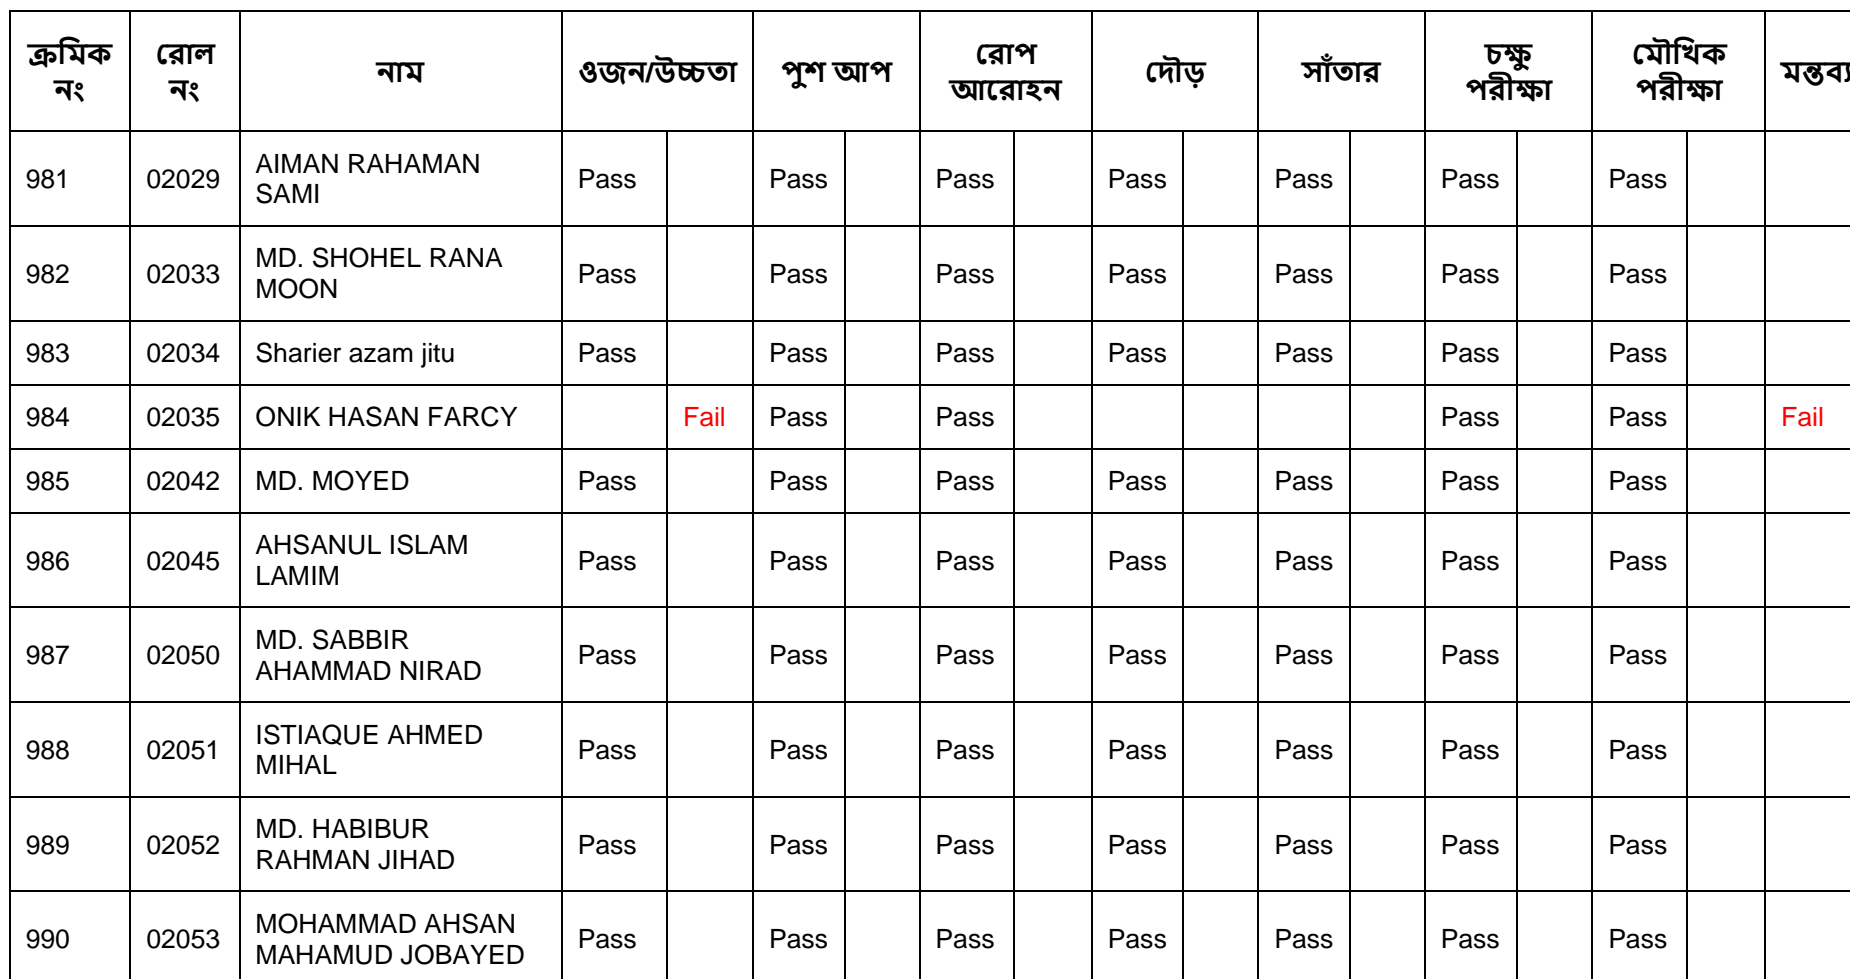 ক্রমিক নং রোল নং নাম ওজন/উচ্চতা পুশ আপ রোপ আরোহন দৌড় সাঁতার চক্ষু পরীক্ষা মৌখিক পরীক্ষা মন্তব্য
981 02029 AIMAN RAHAMAN SAMI Pass Pass Pass Pass Pass Pass Pass
982 02033 MD. SHOHEL RANA MOON Pass Pass Pass Pass Pass Pass Pass
983 02034 Sharier azam jitu Pass Pass Pass Pass Pass Pass Pass
984 02035 ONIK HASAN FARCY Fail Pass Pass Pass Pass Fail
985 02042 MD. MOYED Pass Pass Pass Pass Pass Pass Pass
986 02045 AHSANUL ISLAM LAMIM Pass Pass Pass Pass Pass Pass Pass
987 02050 MD. SABBIR AHAMMAD NIRAD Pass Pass Pass Pass Pass Pass Pass
988 02051 ISTIAQUE AHMED MIHAL Pass Pass Pass Pass Pass Pass Pass
989 02052 MD. HABIBUR RAHMAN JIHAD Pass Pass Pass Pass Pass Pass Pass
990 02053 MOHAMMAD AHSAN MAHAMUD JOBAYED Pass Pass Pass Pass Pass Pass Pass